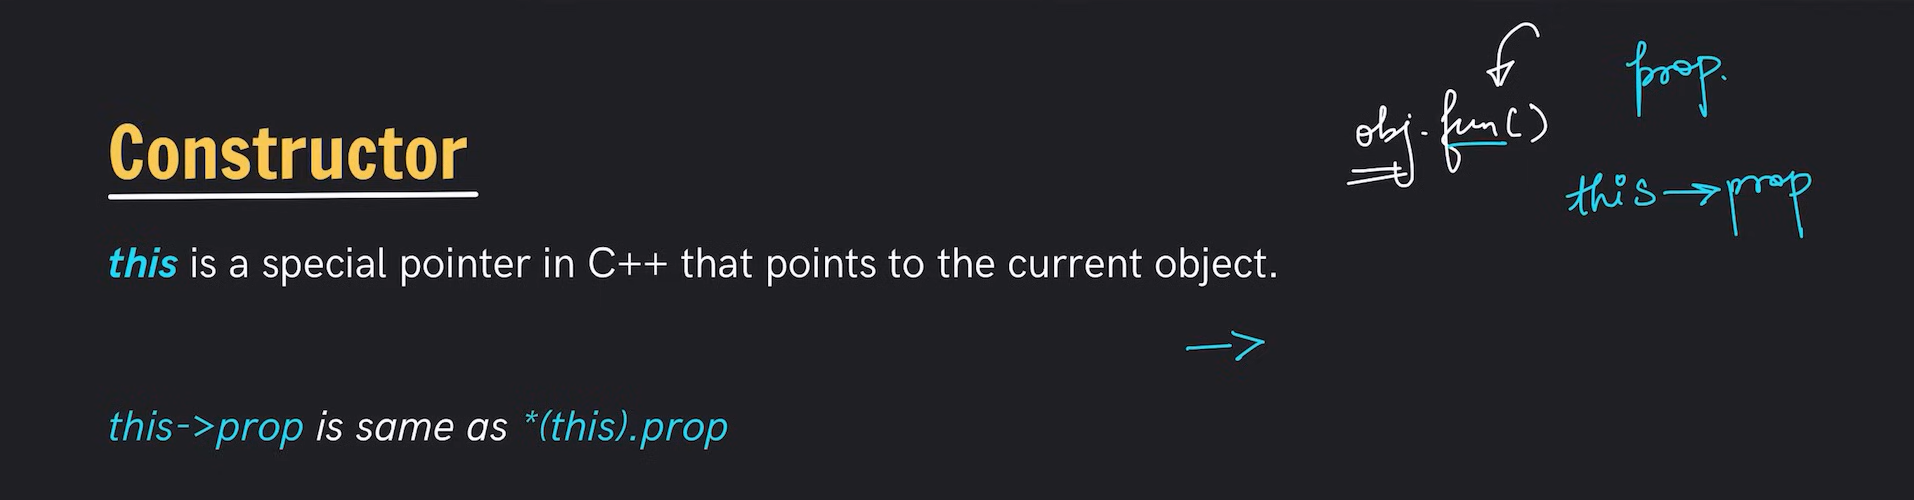 Constructor
obj.fun()
prop.
this → prop
this is a special pointer in C++ that points to the current object.
→
this->prop is same as *(this).prop